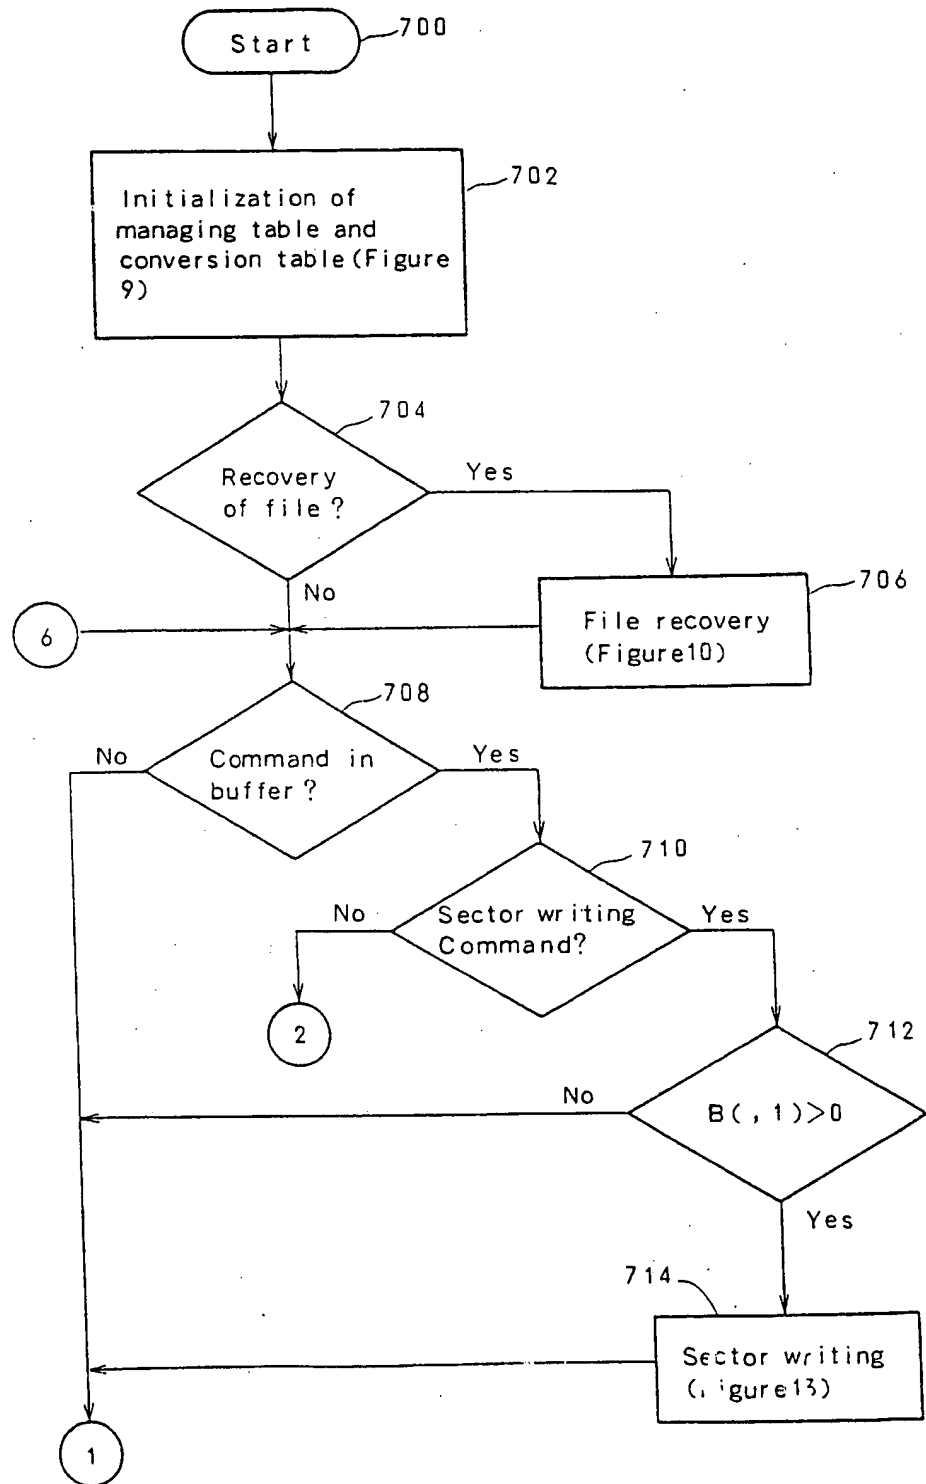 Start
700
702
Initialization of
managing table and
conversion table(Figure
9)
704
Recovery
of file?
Yes
No
706
File recovery
(Figure10)
6
708
Command in
buffer?
No
Yes
710
Sector writing
Command?
No
Yes
2
712
B(,1)>0
No
Yes
714
Sector writing
(Figure13)
1